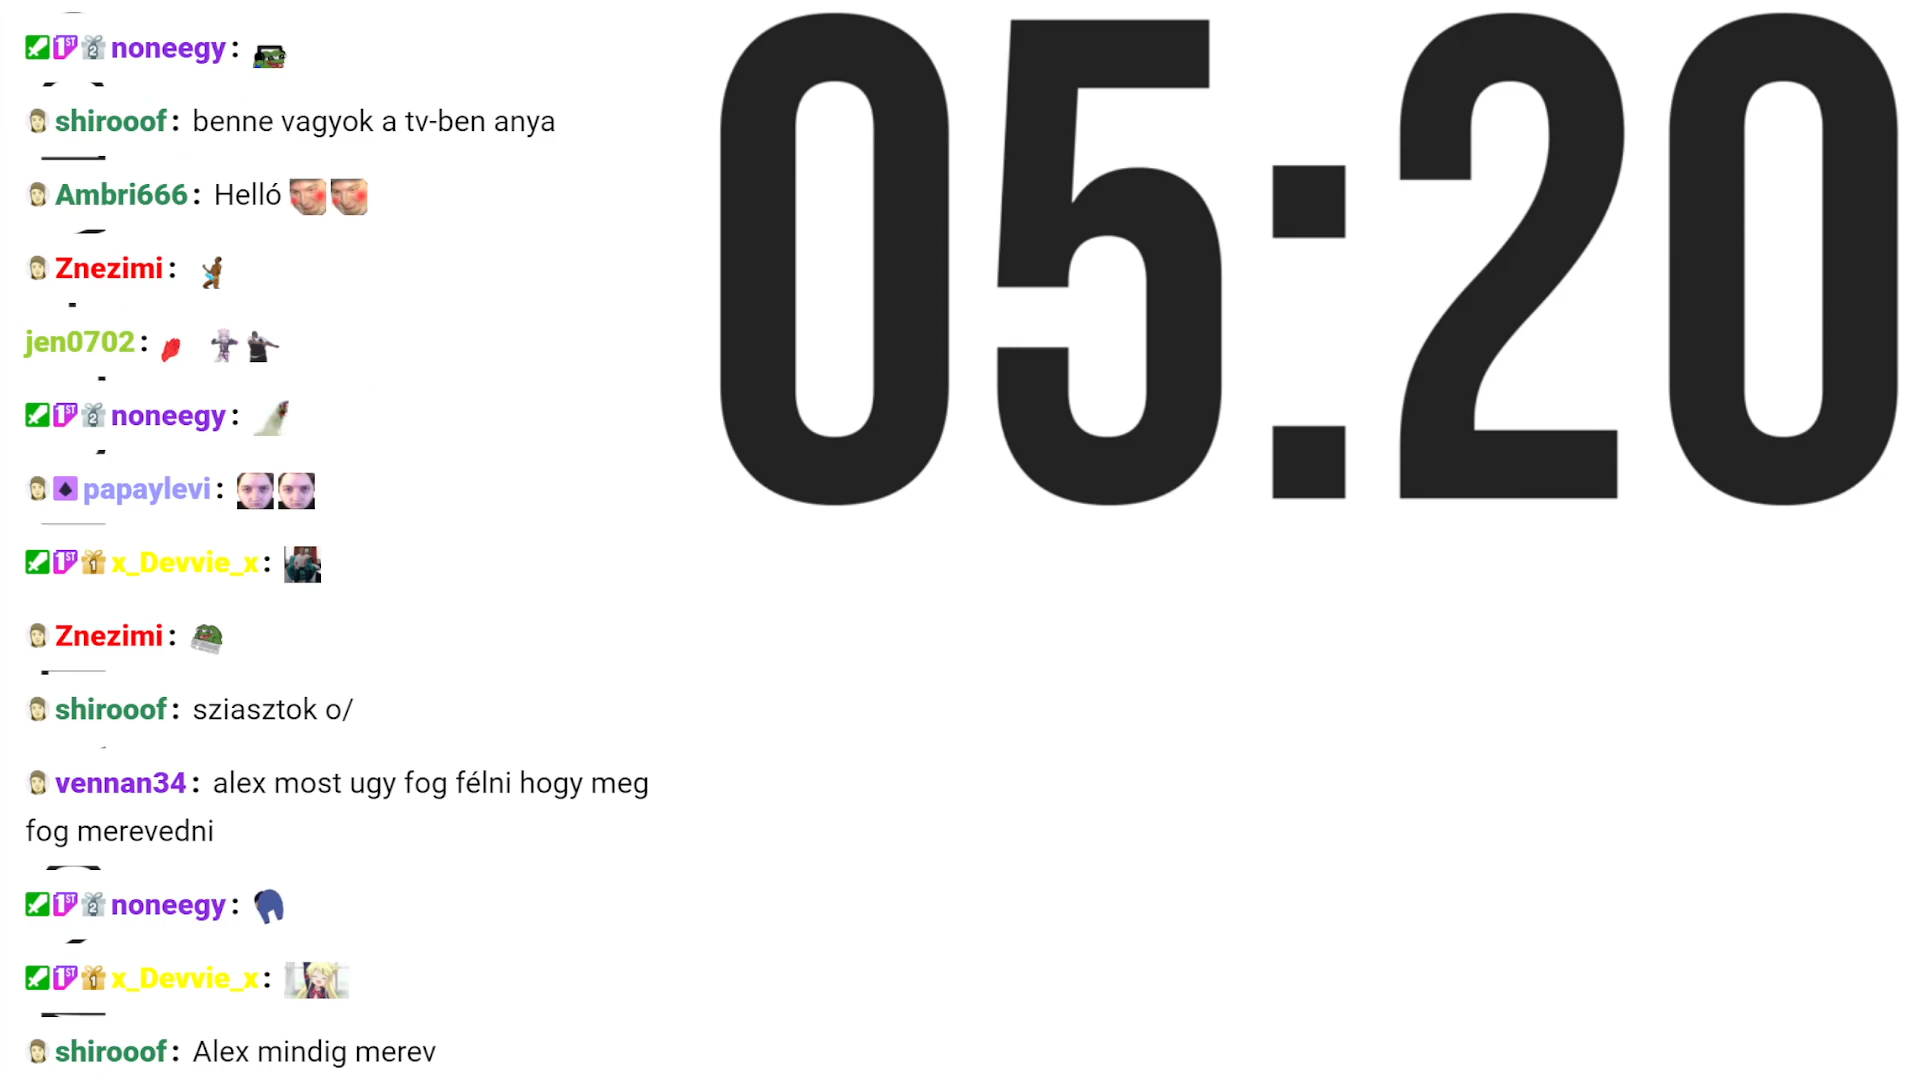 noneegy:
shirooof: benne vagyok a tv-ben anya
Ambri666: Helló
Znezimi:
jen0702:
noneegy:
papaylevi:
x_Devvie_x:
Znezimi:
shirooof: sziasztok o/
vennan34: alex most ugy fog félni hogy meg
fog merevedni
noneegy:
x_Devvie_x:
shirooof: Alex mindig merev
05:20